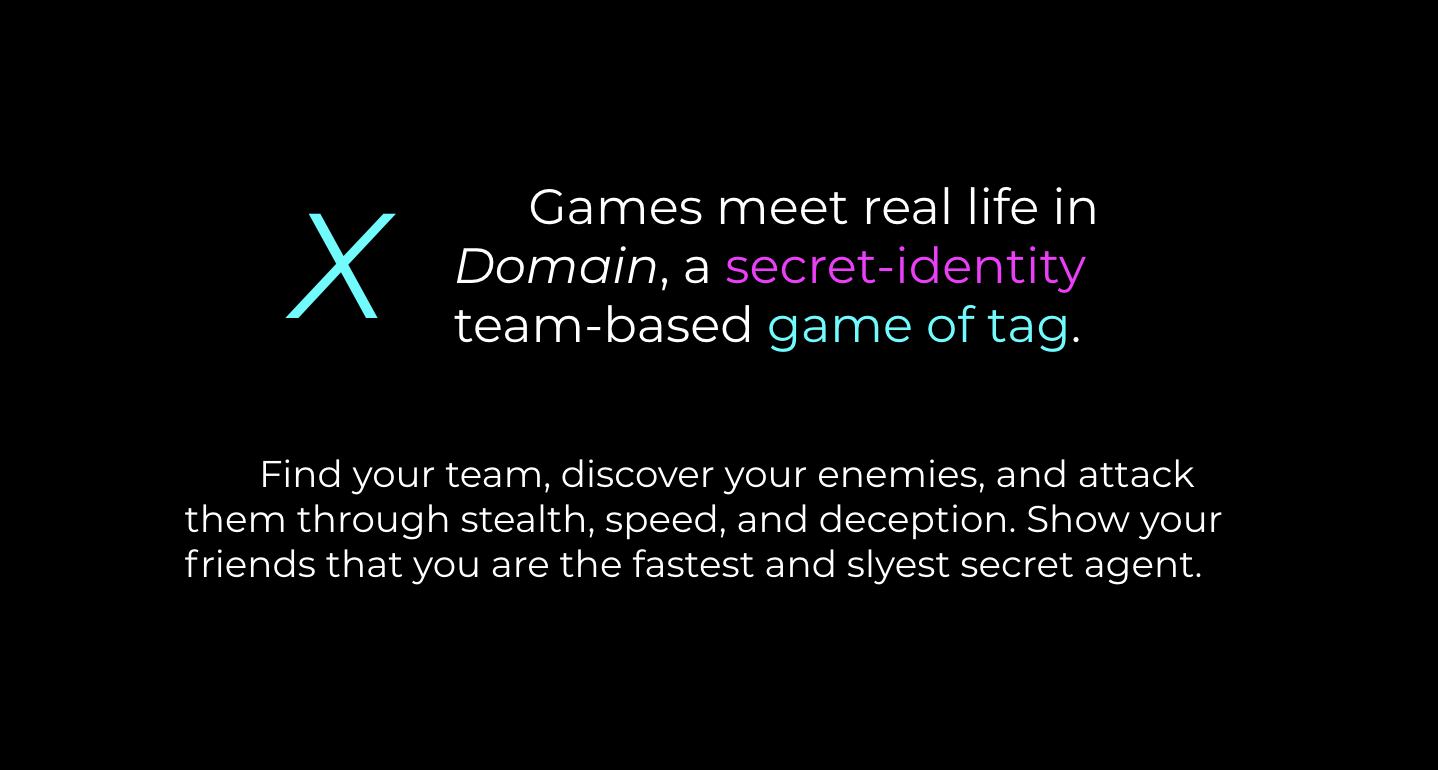 X
Games meet real life in
Domain, a secret-identity
team-based game of tag.
Find your team, discover your enemies, and attack
them through stealth, speed, and deception. Show your
friends that you are the fastest and slyest secret agent.